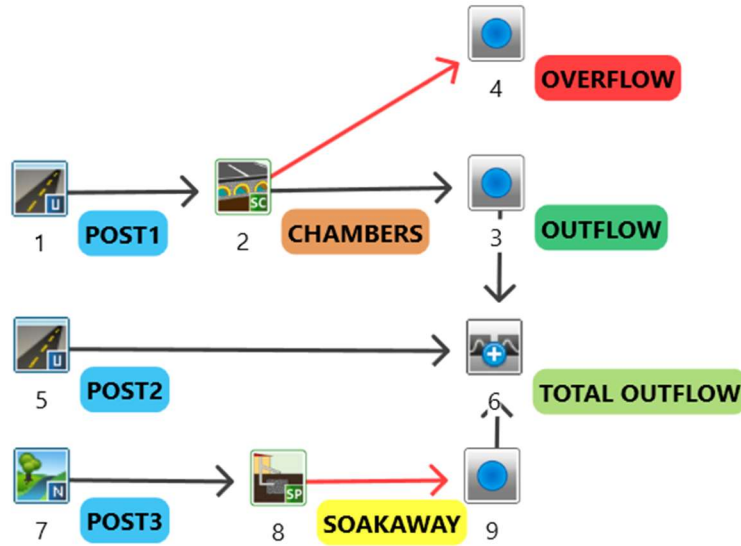 4
OVERFLOW
U
SC
1
POST1
2
CHAMBERS
3
OUTFLOW
U
5
POST2
6
TOTAL OUTFLOW
N
SP
7
POST3
8
SOAKAWAY
9